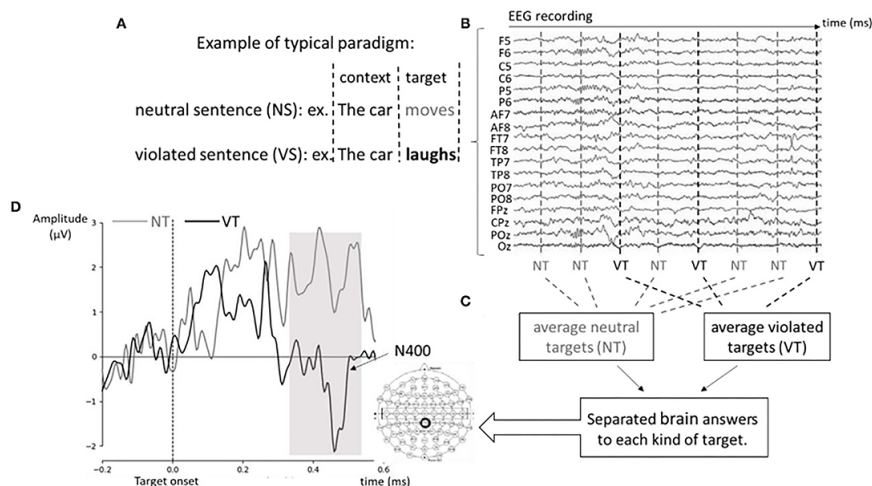 A
Example of typical paradigm:
context target
neutral sentence (NS): ex. The car moves
violated sentence (VS): ex. The car laughs
B
EEG recording
time (ms)
F5
F6
C5
C6
P5
P6
AF7
AF8
FT7
FT8
TP7
TP8
PO7
PO8
FPz
CPz
POz
Oz
NT NT VT NT VT NT NT VT
C
average neutral
targets (NT)
average violated
targets (VT)
Separated brain answers
to each kind of target.
D
Amplitude
(µV)
NT VT
3
2
1
0
−1
−2
N400
−0.2 0.0 0.2 0.4 0.6
Target onset time (ms)